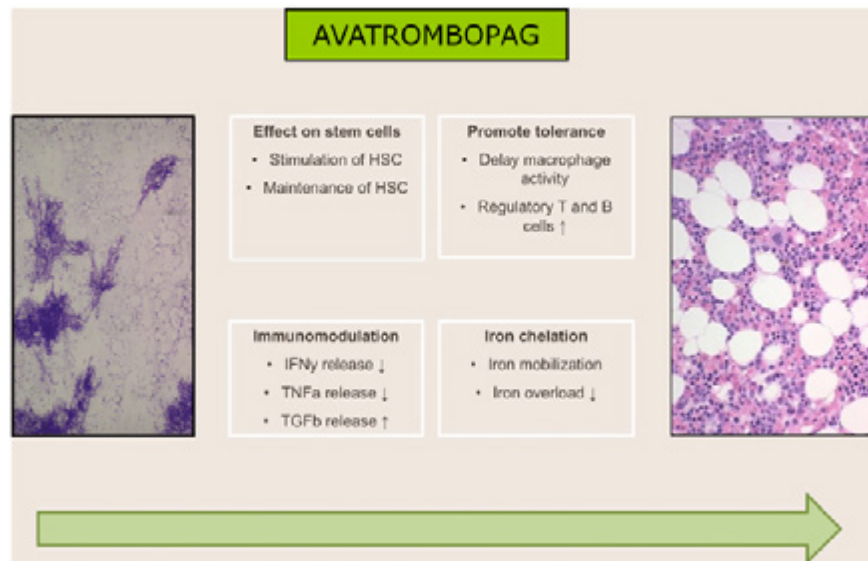 AVATROMBOPAG
Effect on stem cells
• Stimulation of HSC
• Maintenance of HSC
Promote tolerance
• Delay macrophage
activity
• Regulatory T and B
cells ↑
Immunomodulation
• IFNy release ↓
• TNFa release ↓
• TGFb release ↑
Iron chelation
• Iron mobilization
• Iron overload ↓